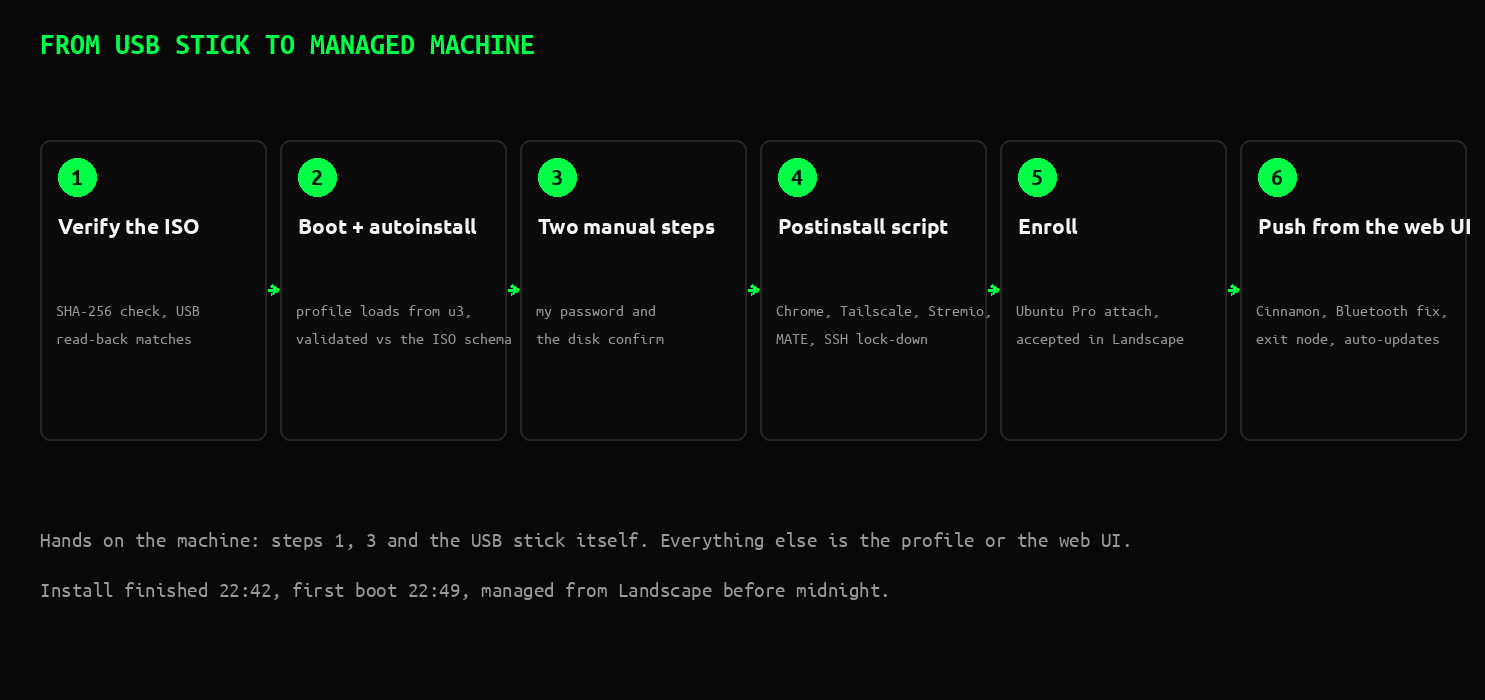 FROM USB STICK TO MANAGED MACHINE
1
Verify the ISO
SHA-256 check, USB
read-back matches
2
Boot + autoinstall
profile loads from u3,
validated vs the ISO schema
3
Two manual steps
my password and
the disk confirm
4
Postinstall script
Chrome, Tailscale, Stremio,
MATE, SSH lock-down
5
Enroll
Ubuntu Pro attach,
accepted in Landscape
6
Push from the web UI
Cinnamon, Bluetooth fix,
exit node, auto-updates
Hands on the machine: steps 1, 3 and the USB stick itself. Everything else is the profile or the web UI.
Install finished 22:42, first boot 22:49, managed from Landscape before midnight.